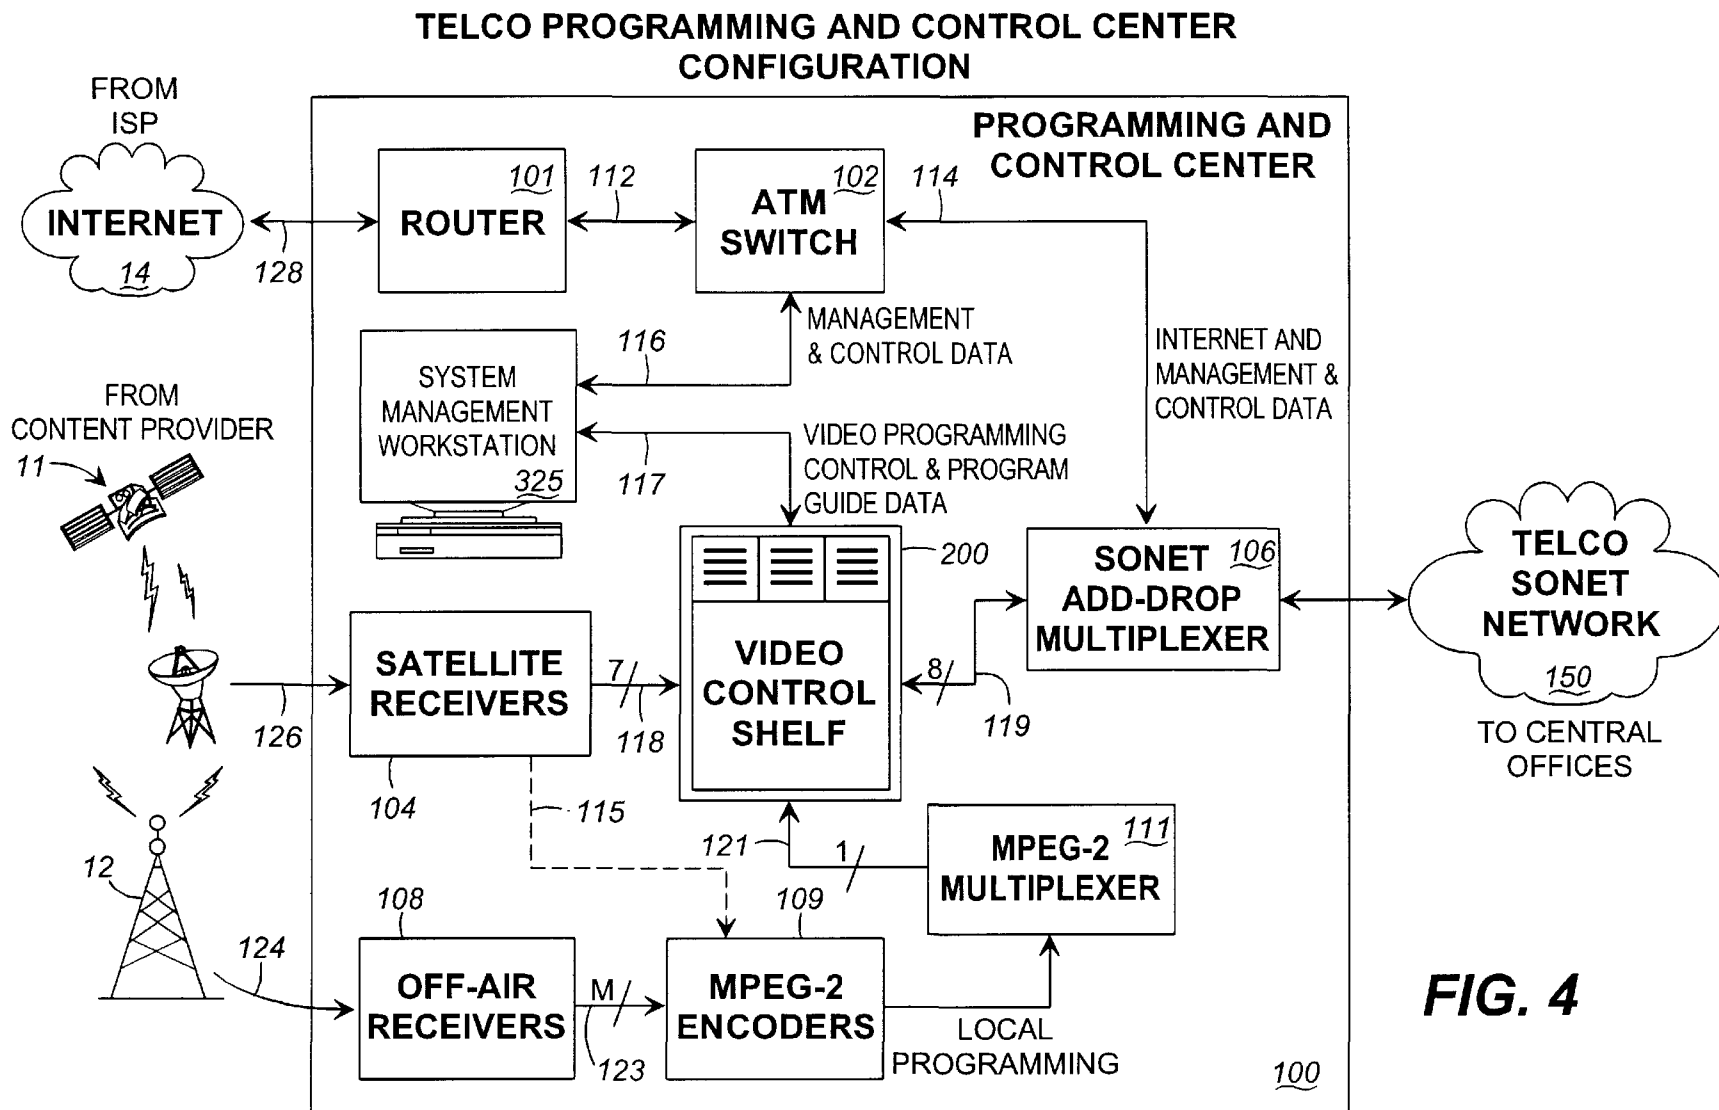 TELCO PROGRAMMING AND CONTROL CENTER
CONFIGURATION
FROM
ISP
INTERNET
14
128
PROGRAMMING AND
CONTROL CENTER
101
ROUTER
112
102
ATM
SWITCH
114
MANAGEMENT
& CONTROL DATA
INTERNET AND
MANAGEMENT &
CONTROL DATA
116
SYSTEM
MANAGEMENT
WORKSTATION
325
117
VIDEO PROGRAMMING
CONTROL & PROGRAM
GUIDE DATA
FROM
CONTENT PROVIDER
11
200
VIDEO
CONTROL
SHELF
106
SONET
ADD-DROP
MULTIPLEXER
TELCO
SONET
NETWORK
150
TO CENTRAL
OFFICES
126
SATELLITE
RECEIVERS
104
7
118
8
119
115
121
1
111
MPEG-2
MULTIPLEXER
12
124
108
OFF-AIR
RECEIVERS
M
123
109
MPEG-2
ENCODERS
LOCAL
PROGRAMMING
100
FIG. 4